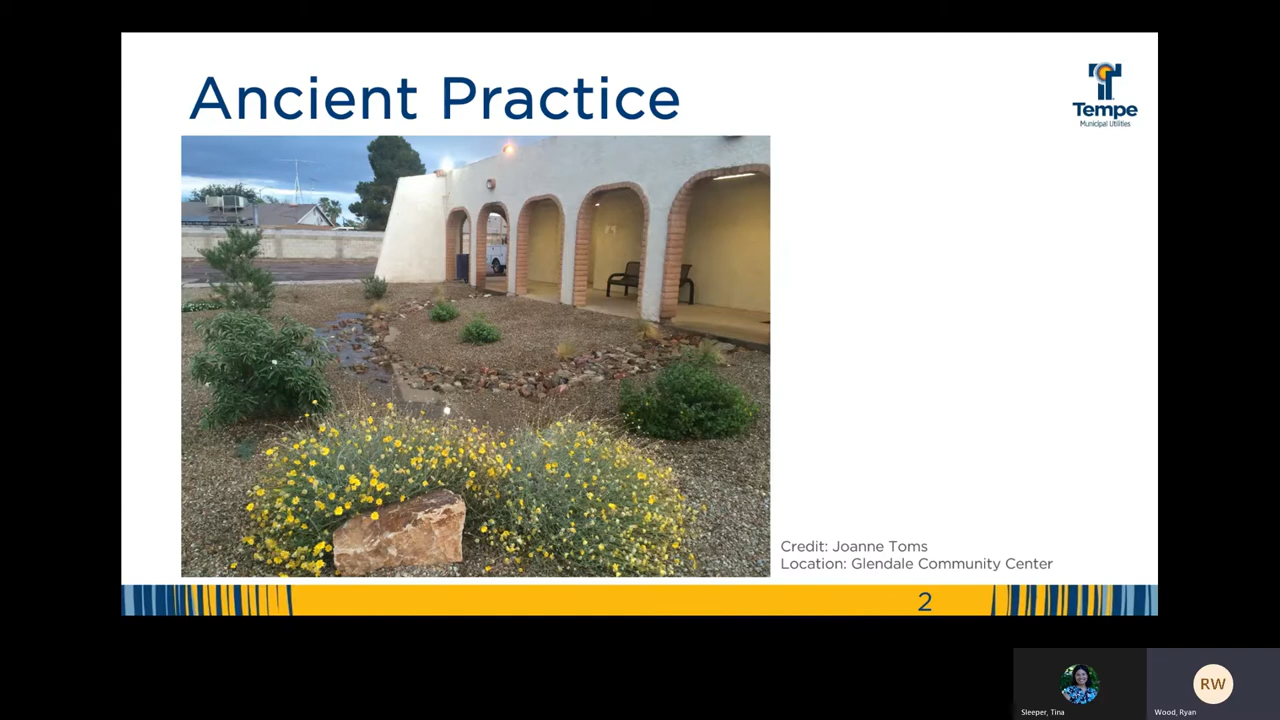 Ancient Practice
Tempe
Municipal Utilities
Credit: Joanne Toms
Location: Glendale Community Center
2
RW
Sleeper, Tina
Wood, Ryan